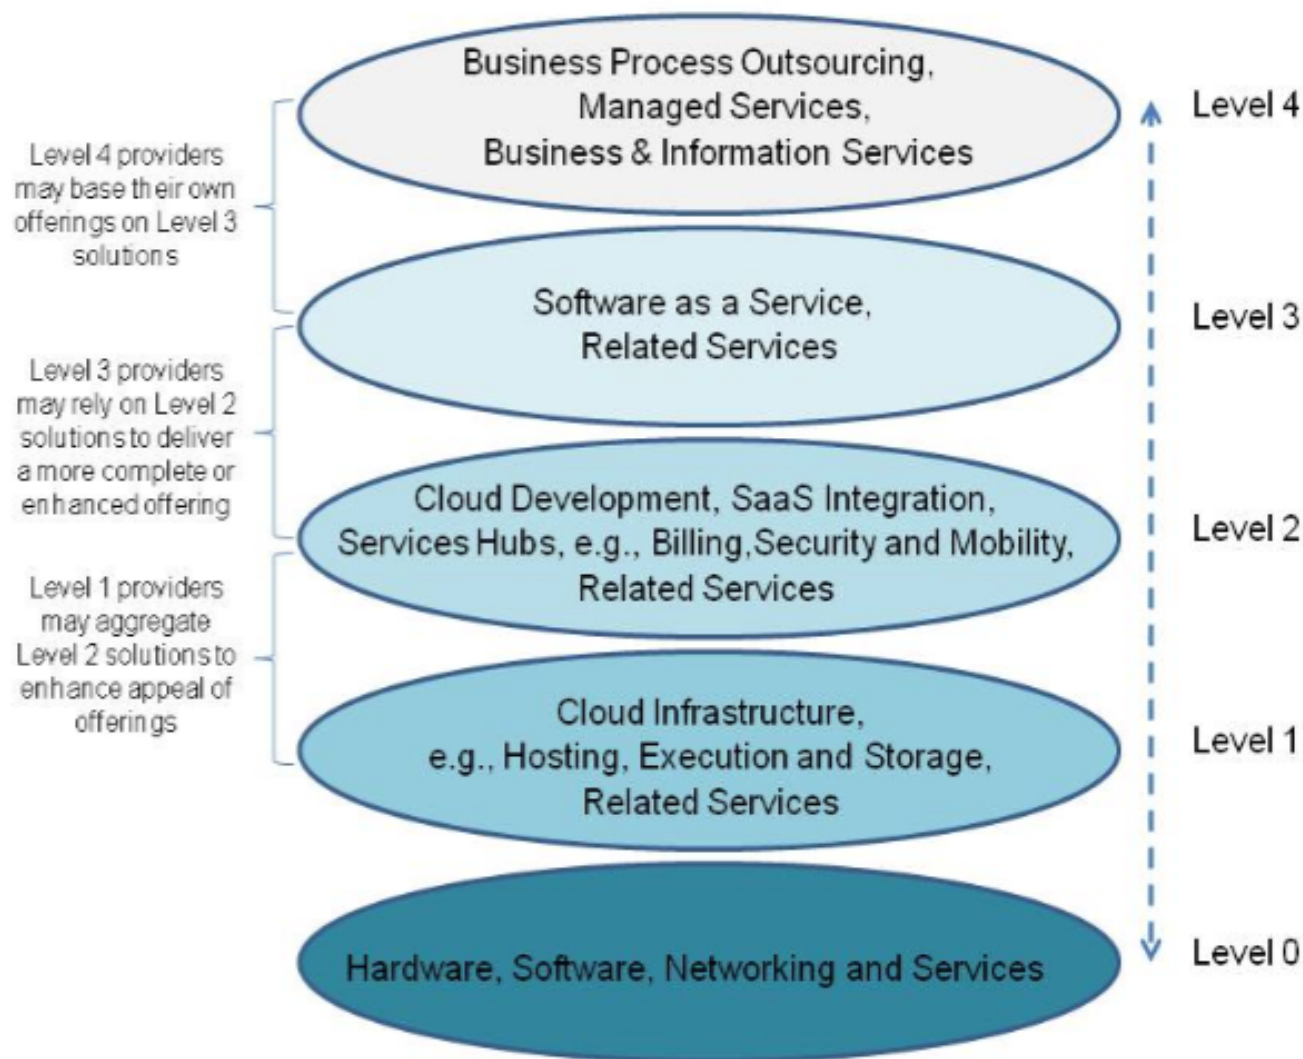 Business Process Outsourcing,
Managed Services,
Business & Information Services
Level 4
Level 4 providers
may base their own
offerings on Level 3
solutions
Software as a Service,
Related Services
Level 3
Level 3 providers
may rely on Level 2
solutions to deliver
a more complete or
enhanced offering
Cloud Development, SaaS Integration,
Services Hubs, e.g., Billing,Security and Mobility,
Related Services
Level 2
Level 1 providers
may aggregate
Level 2 solutions to
enhance appeal of
offerings
Cloud Infrastructure,
e.g., Hosting, Execution and Storage,
Related Services
Level 1
Hardware, Software, Networking and Services
Level 0